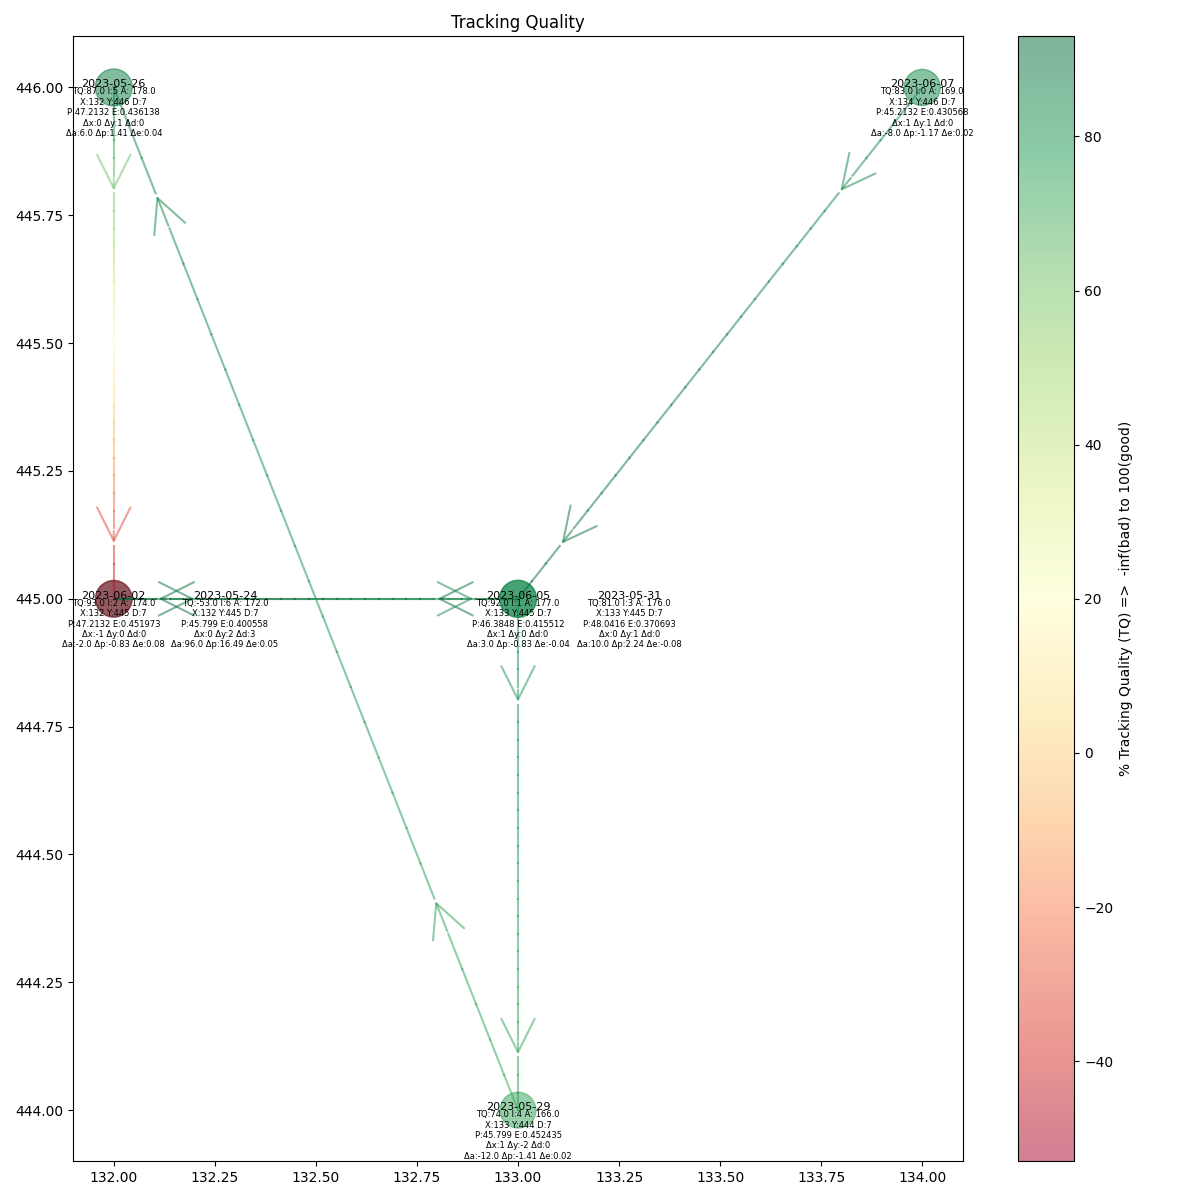 Tracking Quality
446.00
445.75
445.50
445.25
445.00
444.75
444.50
444.25
444.00
2023-05-26
TQ:87.0 I:5 A: 178.0
X:132 Y:446 D:7
P:47.2132 E:0.436138
Δx:0 Δy:1 Δd:0
Δa:6.0 Δp:1.41 Δe:0.04
2023-06-07
TQ:83.0 I:0 A: 169.0
X:134 Y:446 D:7
P:45.2132 E:0.430568
Δx:1 Δy:1 Δd:0
Δa:-8.0 Δp:-1.17 Δe:0.02
2023-06-02
TQ:93.0 I:2 A: 174.0
X:132 Y:445 D:7
P:47.2132 E:0.451973
Δx:-1 Δy:0 Δd:0
Δa:-2.0 Δp:-0.83 Δe:0.08
2023-05-24
TQ:-53.0 I:6 A: 172.0
X:132 Y:445 D:7
P:45.799 E:0.400558
Δx:0 Δy:2 Δd:3
Δa:96.0 Δp:16.49 Δe:0.05
2023-06-05
TQ:92.0 I:1 A: 177.0
X:133 Y:445 D:7
P:46.3848 E:0.415512
Δx:1 Δy:0 Δd:0
Δa:3.0 Δp:-0.83 Δe:-0.04
2023-05-31
TQ:81.0 I:3 A: 176.0
X:133 Y:445 D:7
P:48.0416 E:0.370693
Δx:0 Δy:1 Δd:0
Δa:10.0 Δp:2.24 Δe:-0.08
2023-05-29
TQ:74.0 I:4 A: 166.0
X:133 Y:444 D:7
P:45.799 E:0.452435
Δx:1 Δy:-2 Δd:0
Δa:-12.0 Δp:-1.41 Δe:0.02
132.00 132.25 132.50 132.75 133.00 133.25 133.50 133.75 134.00
80
60
40
20
0
−20
−40
% Tracking Quality (TQ) => -inf(bad) to 100(good)